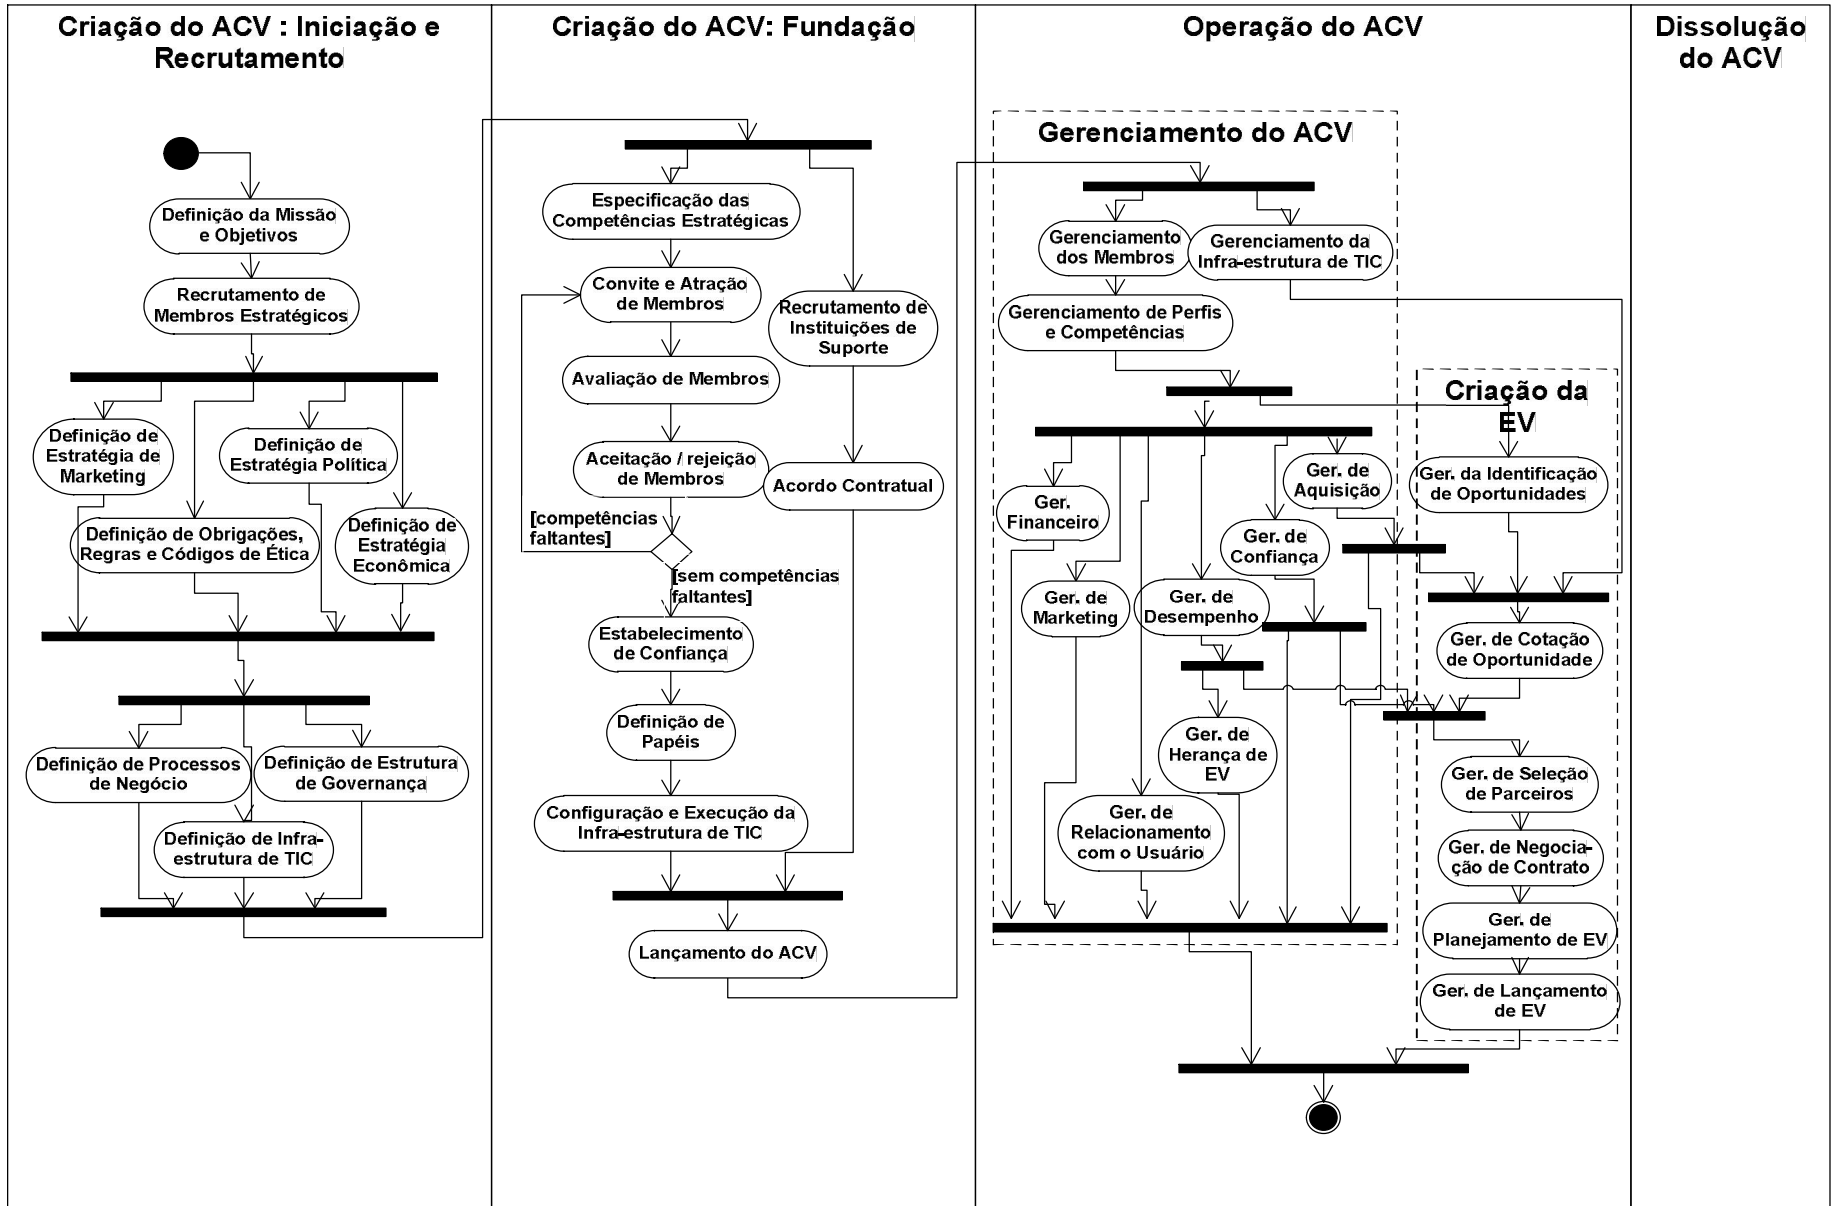 Criação do ACV : Iniciação e
Recrutamento
Definição da Missão
e Objetivos
Recrutamento de
Membros Estratégicos
Definição de
Estratégia de
Marketing
Definição de
Estratégia Política
Definição de Obrigações,
Regras e Códigos de Ética
Definição de
Estratégia
Econômica
Definição de Processos
de Negócio
Definição de Estrutura
de Governança
Definição de Infra-
estrutura de TIC
Criação do ACV: Fundação
Especificação das
Competências Estratégicas
Convite e Atração
de Membros
Recrutamento de
Instituições de
Suporte
Avaliação de Membros
Aceitação / rejeição
de Membros
Acordo Contratual
[competências
faltantes]
[sem competências
faltantes]
Estabelecimento
de Confiança
Definição de
Papéis
Configuração e Execução da
Infra-estrutura de TIC
Lançamento do ACV
Operação do ACV
Gerenciamento do ACV
Gerenciamento
dos Membros
Gerenciamento da
Infra-estrutura de TIC
Gerenciamento de Perfis
e Competências
Ger.
Financeiro
Ger. de
Aquisição
Ger. de
Confiança
Ger. de
Marketing
Ger. de
Desempenho
Ger. de
Herança de
EV
Ger. de
Relacionamento
com o Usuário
Criação da
EV
Ger. da Identificação
de Oportunidades
Ger. de Cotação
de Oportunidade
Ger. de Seleção
de Parceiros
Ger. de Negocia-
ção de Contrato
Ger. de
Planejamento de EV
Ger. de Lançamento
de EV
Dissolução
do ACV